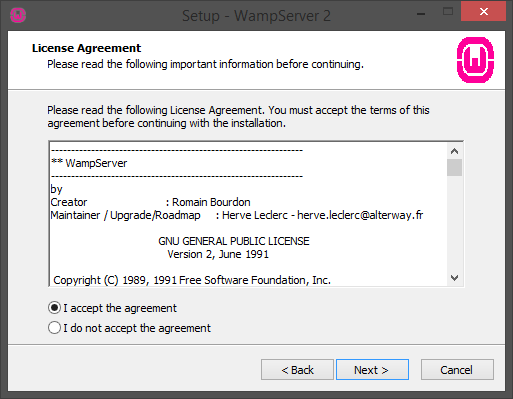 Setup - WampServer 2
License Agreement
Please read the following important information before continuing.
Please read the following License Agreement. You must accept the terms of this
agreement before continuing with the installation.
----------------------------------------------------------------
** WampServer
----------------------------------------------------------------
by
Creator : Romain Bourdon
Maintainer / Upgrade/Roadmap : Herve Leclerc - herve.leclerc@alterway.fr
GNU GENERAL PUBLIC LICENSE
Version 2, June 1991
Copyright (C) 1989, 1991 Free Software Foundation, Inc.
I accept the agreement
I do not accept the agreement
< Back Next > Cancel